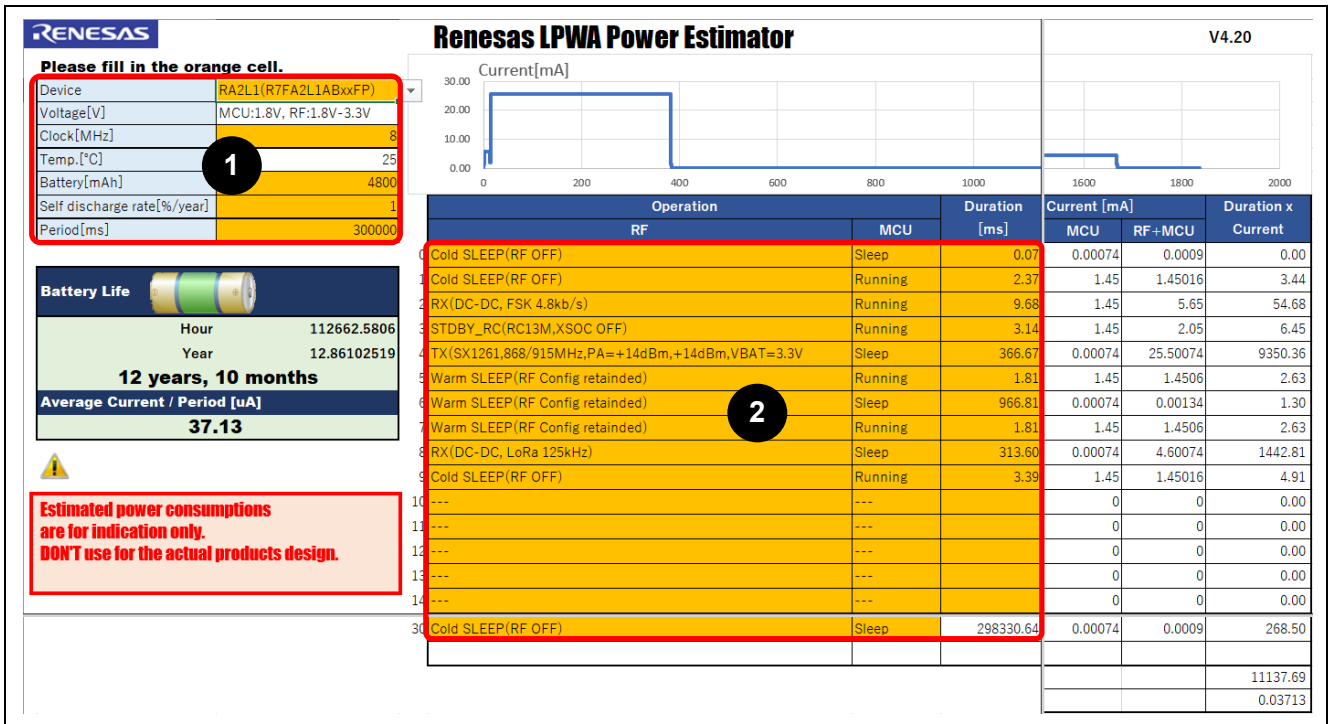 RENESAS
Renesas LPWA Power Estimator
V4.20
Please fill in the orange cell.
Device RA2L1(R7FA2L1ABxxFP)
Voltage[V] MCU:1.8V, RF:1.8V-3.3V
Clock[MHz] 8
Temp.[°C] 25
Battery[mAh] 4800
Self discharge rate[%/year] 1
Period[ms] 300000
1
Current[mA]
30.00
20.00
10.00
0.00
0 200 400 600 800 1000 1600 1800 2000
Battery Life
Hour 112662.5806
Year 12.86102519
12 years, 10 months
Average Current / Period [uA]
37.13
Estimated power consumptions
are for indication only.
DON'T use for the actual products design.
Operation Duration Current [mA] Duration x
RF MCU [ms] MCU RF+MCU Current
0 Cold SLEEP(RF OFF) Sleep 0.07 0.00074 0.0009 0.00
1 Cold SLEEP(RF OFF) Running 2.37 1.45 1.45016 3.44
2 RX(DC-DC, FSK 4.8kb/s) Running 9.68 1.45 5.65 54.68
3 STDBY_RC(RC13M,XSOC OFF) Running 3.14 1.45 2.05 6.45
4 TX(SX1261,868/915MHz,PA=+14dBm,+14dBm,VBAT=3.3V Sleep 366.67 0.00074 25.50074 9350.36
5 Warm SLEEP(RF Config retainded) Running 1.81 1.45 1.4506 2.63
6 Warm SLEEP(RF Config retainded) Sleep 966.81 0.00074 0.00134 1.30
7 Warm SLEEP(RF Config retainded) Running 1.81 1.45 1.4506 2.63
8 RX(DC-DC, LoRa 125kHz) Sleep 313.60 0.00074 4.60074 1442.81
9 Cold SLEEP(RF OFF) Running 3.39 1.45 1.45016 4.91
10 --- --- 0 0 0.00
11 --- --- 0 0 0.00
12 --- --- 0 0 0.00
13 --- --- 0 0 0.00
14 --- --- 0 0 0.00
30 Cold SLEEP(RF OFF) Sleep 298330.64 0.00074 0.0009 268.50
2
11137.69
0.03713